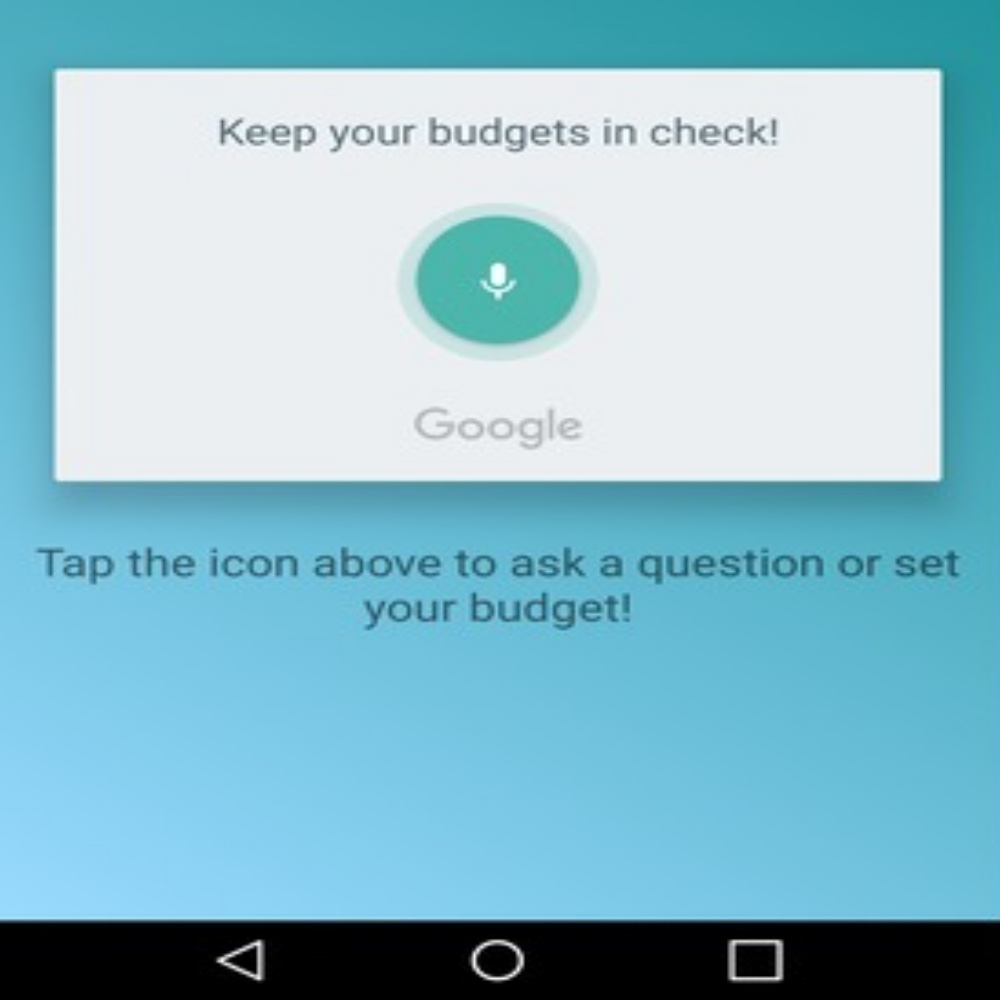 Keep your budgets in check!
Google
Tap the icon above to ask a question or set
your budget!